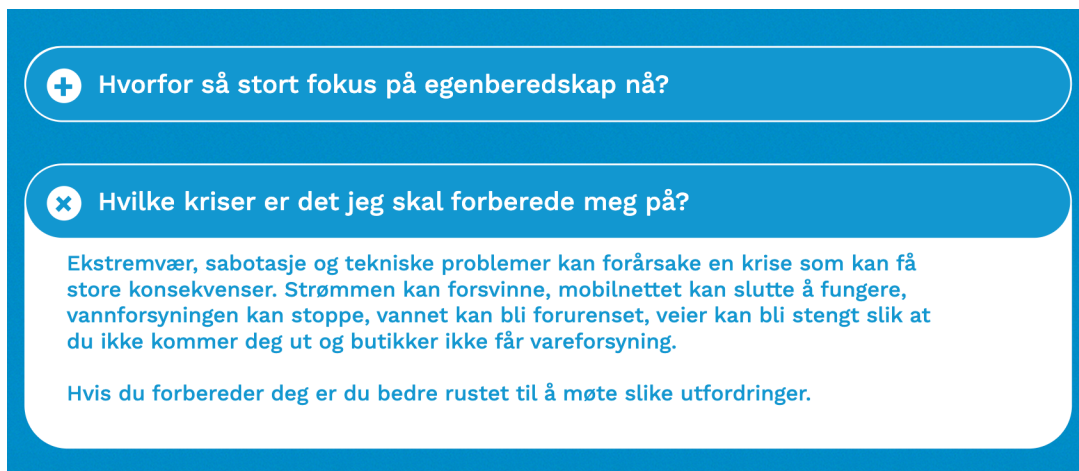 Hvorfor så stort fokus på egenberedskap nå?
Hvilke kriser er det jeg skal forberede meg på?
Ekstremvær, sabotasje og tekniske problemer kan forårsake en krise som kan få
store konsekvenser. Strømmen kan forsvinne, mobilnettet kan slutte å fungere,
vannforsyningen kan stoppe, vannet kan bli forurenset, veier kan bli stengt slik at
du ikke kommer deg ut og butikker ikke får vareforsyning.
Hvis du forbereder deg er du bedre rustet til å møte slike utfordringer.